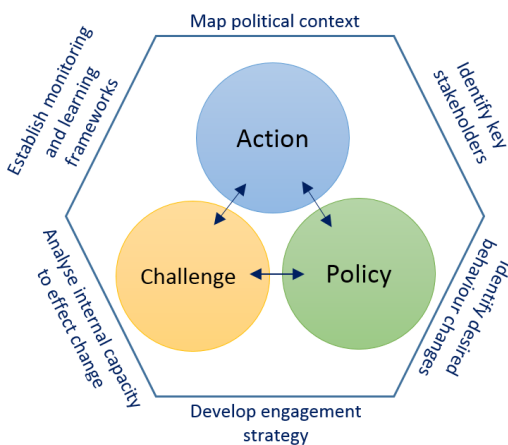 Map political context
Establish monitoring
and learning
frameworks
Identify key
stakeholders
Action
Challenge
Policy
Analyse internal capacity
to effect change
Identify desired
behaviour changes
Develop engagement
strategy